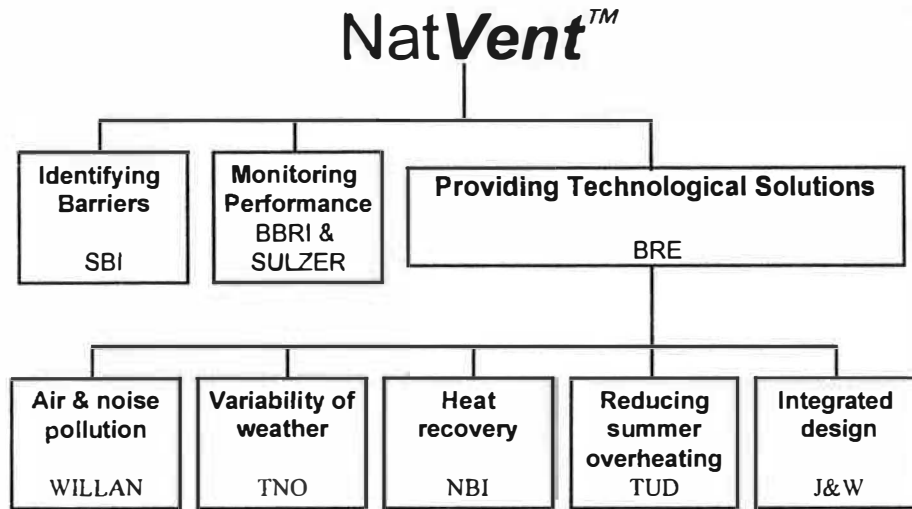 NatVent™
Identifying
Barriers
SBI
Monitoring
Performance
BBRI &
SULZER
Providing Technological Solutions
BRE
Air & noise
pollution
WILLAN
Variability of
weather
TNO
Heat
recovery
NBI
Reducing
summer
overheating
TUD
Integrated
design
J&W